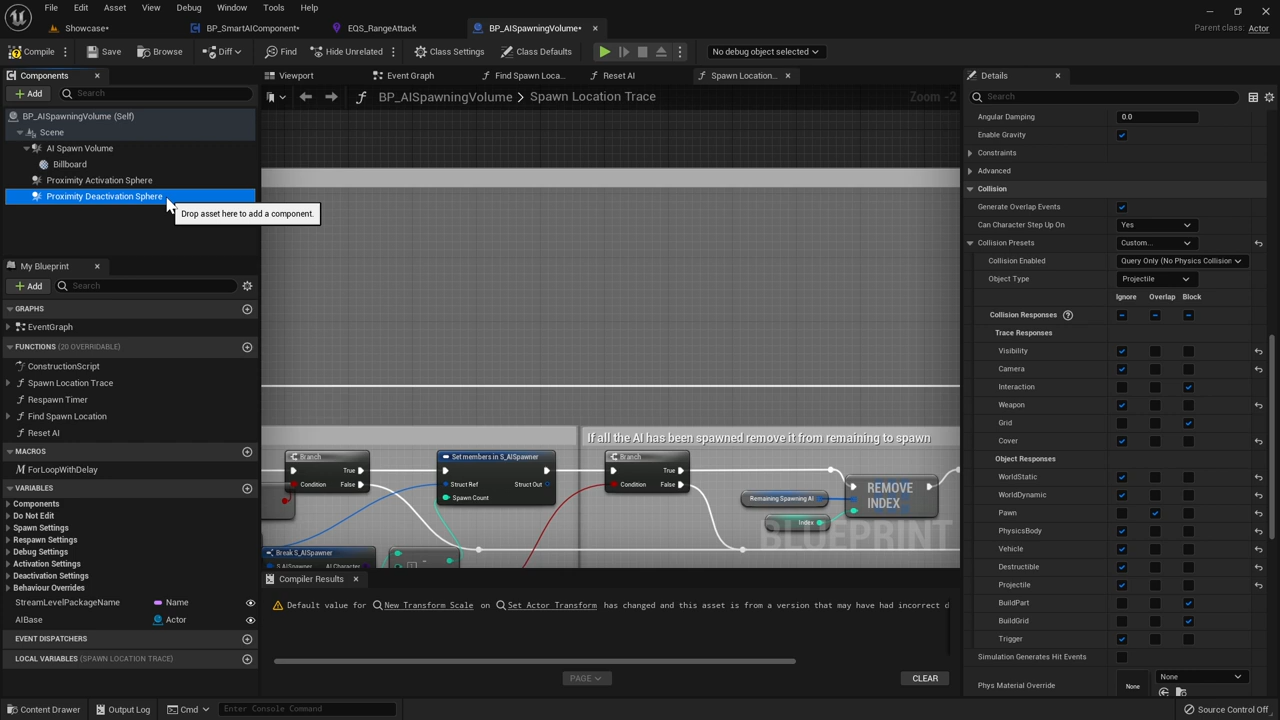 File Edit Asset View Debug Window Tools Help
Showcase•
BP_SmartAIComponent•
EQS_RangeAttack
BP_AISpawningVolume•
Parent class: Actor
Compile
Save
Browse
Diff
Find
Hide Unrelated
Class Settings
Class Defaults
No debug object selected
Components
Add
Search
BP_AISpawningVolume (Self)
Scene
AI Spawn Volume
Billboard
Proximity Activation Sphere
Proximity Deactivation Sphere
Drop asset here to add a component.
My Blueprint
Add
Search
GRAPHS
EventGraph
FUNCTIONS (20 OVERRIDABLE)
ConstructionScript
Spawn Location Trace
Respawn Timer
Find Spawn Location
Reset AI
MACROS
ForLoopWithDelay
VARIABLES
Components
Do Not Edit
Spawn Settings
Respawn Settings
Debug Settings
Activation Settings
Deactivation Settings
Behaviour Overrides
StreamLevelPackageName Name
AIBase Actor
EVENT DISPATCHERS
LOCAL VARIABLES (SPAWN LOCATION TRACE)
Viewport
Event Graph
Find Spawn Loca...
Reset AI
Spawn Location...
BP_AISpawningVolume > Spawn Location Trace
Zoom -2
If all the AI has been spawned remove it from remaining to spawn
Branch
True
Condition False
Set members in S_AISpawner
Struct Ref Struct Out
Spawn Count
Branch
True
Condition False
Remaining Spawning AI
Index
REMOVE INDEX
Break S_AISpawner
S AISpawner AI Character
BLUEPRINT
Compiler Results
Default value for New Transform Scale on Set Actor Transform has changed and this asset is from a version that may have had incorrect d
PAGE
CLEAR
Details
Search
Angular Damping 0.0
Enable Gravity
Constraints
Advanced
Collision
Generate Overlap Events
Can Character Step Up On Yes
Collision Presets Custom...
Collision Enabled Query Only (No Physics Collision
Object Type Projectile
Ignore Overlap Block
Collision Responses
Trace Responses
Visibility
Camera
Interaction
Weapon
Grid
Cover
Object Responses
WorldStatic
WorldDynamic
Pawn
PhysicsBody
Vehicle
Destructible
Projectile
BuildPart
BuildGrid
Trigger
Simulation Generates Hit Events
Phys Material Override None None
Content Drawer
Output Log
Cmd
Enter Console Command
Source Control Off